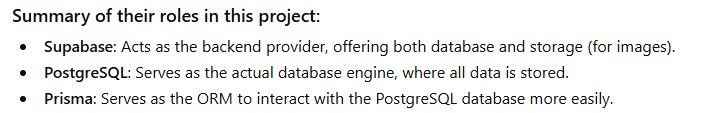 Summary of their roles in this project:
• Supabase: Acts as the backend provider, offering both database and storage (for images).
• PostgreSQL: Serves as the actual database engine, where all data is stored.
• Prisma: Serves as the ORM to interact with the PostgreSQL database more easily.